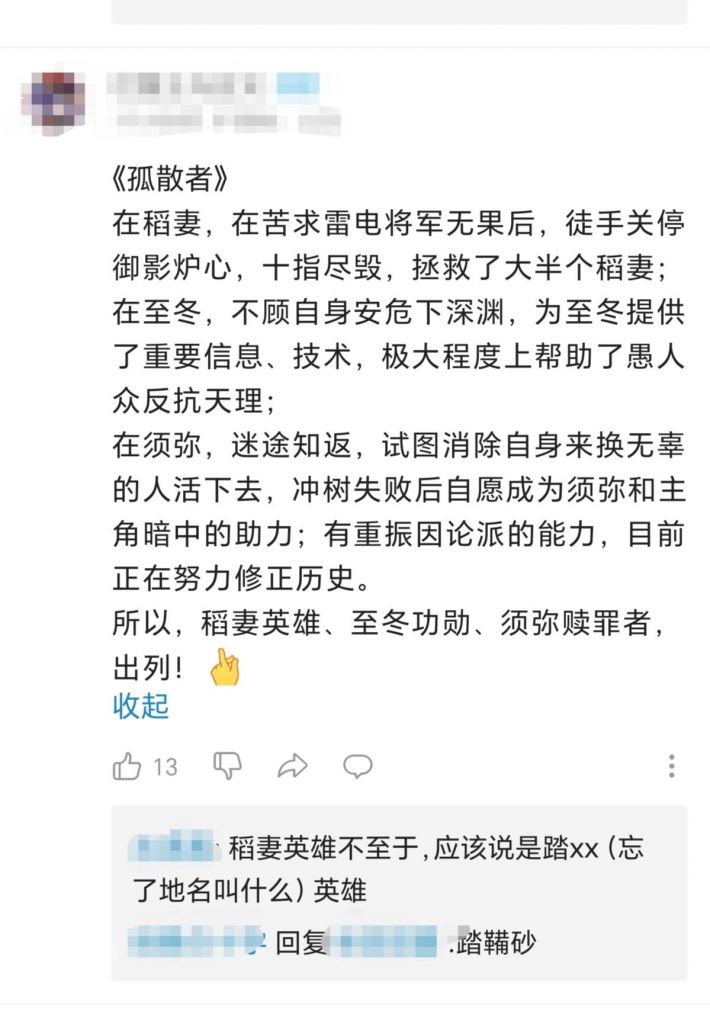 《孤散者》
在稻妻，在苦求雷电将军无果后，徒手关停
御影炉心，十指尽毁，拯救了大半个稻妻；
在至冬，不顾自身安危下深渊，为至冬提供
了重要信息、技术，极大程度上帮助了愚人
众反抗天理；
在须弥，迷途知返，试图消除自身来换无辜
的人活下去，冲树失败后自愿成为须弥和主
角暗中的助力；有重振因论派的能力，目前
正在努力修正历史。
所以，稻妻英雄、至冬功勋、须弥赎罪者，
出列！
收起
13
稻妻英雄不至于，应该说是踏xx（忘
了地名叫什么）英雄
回复 .踏鞴砂